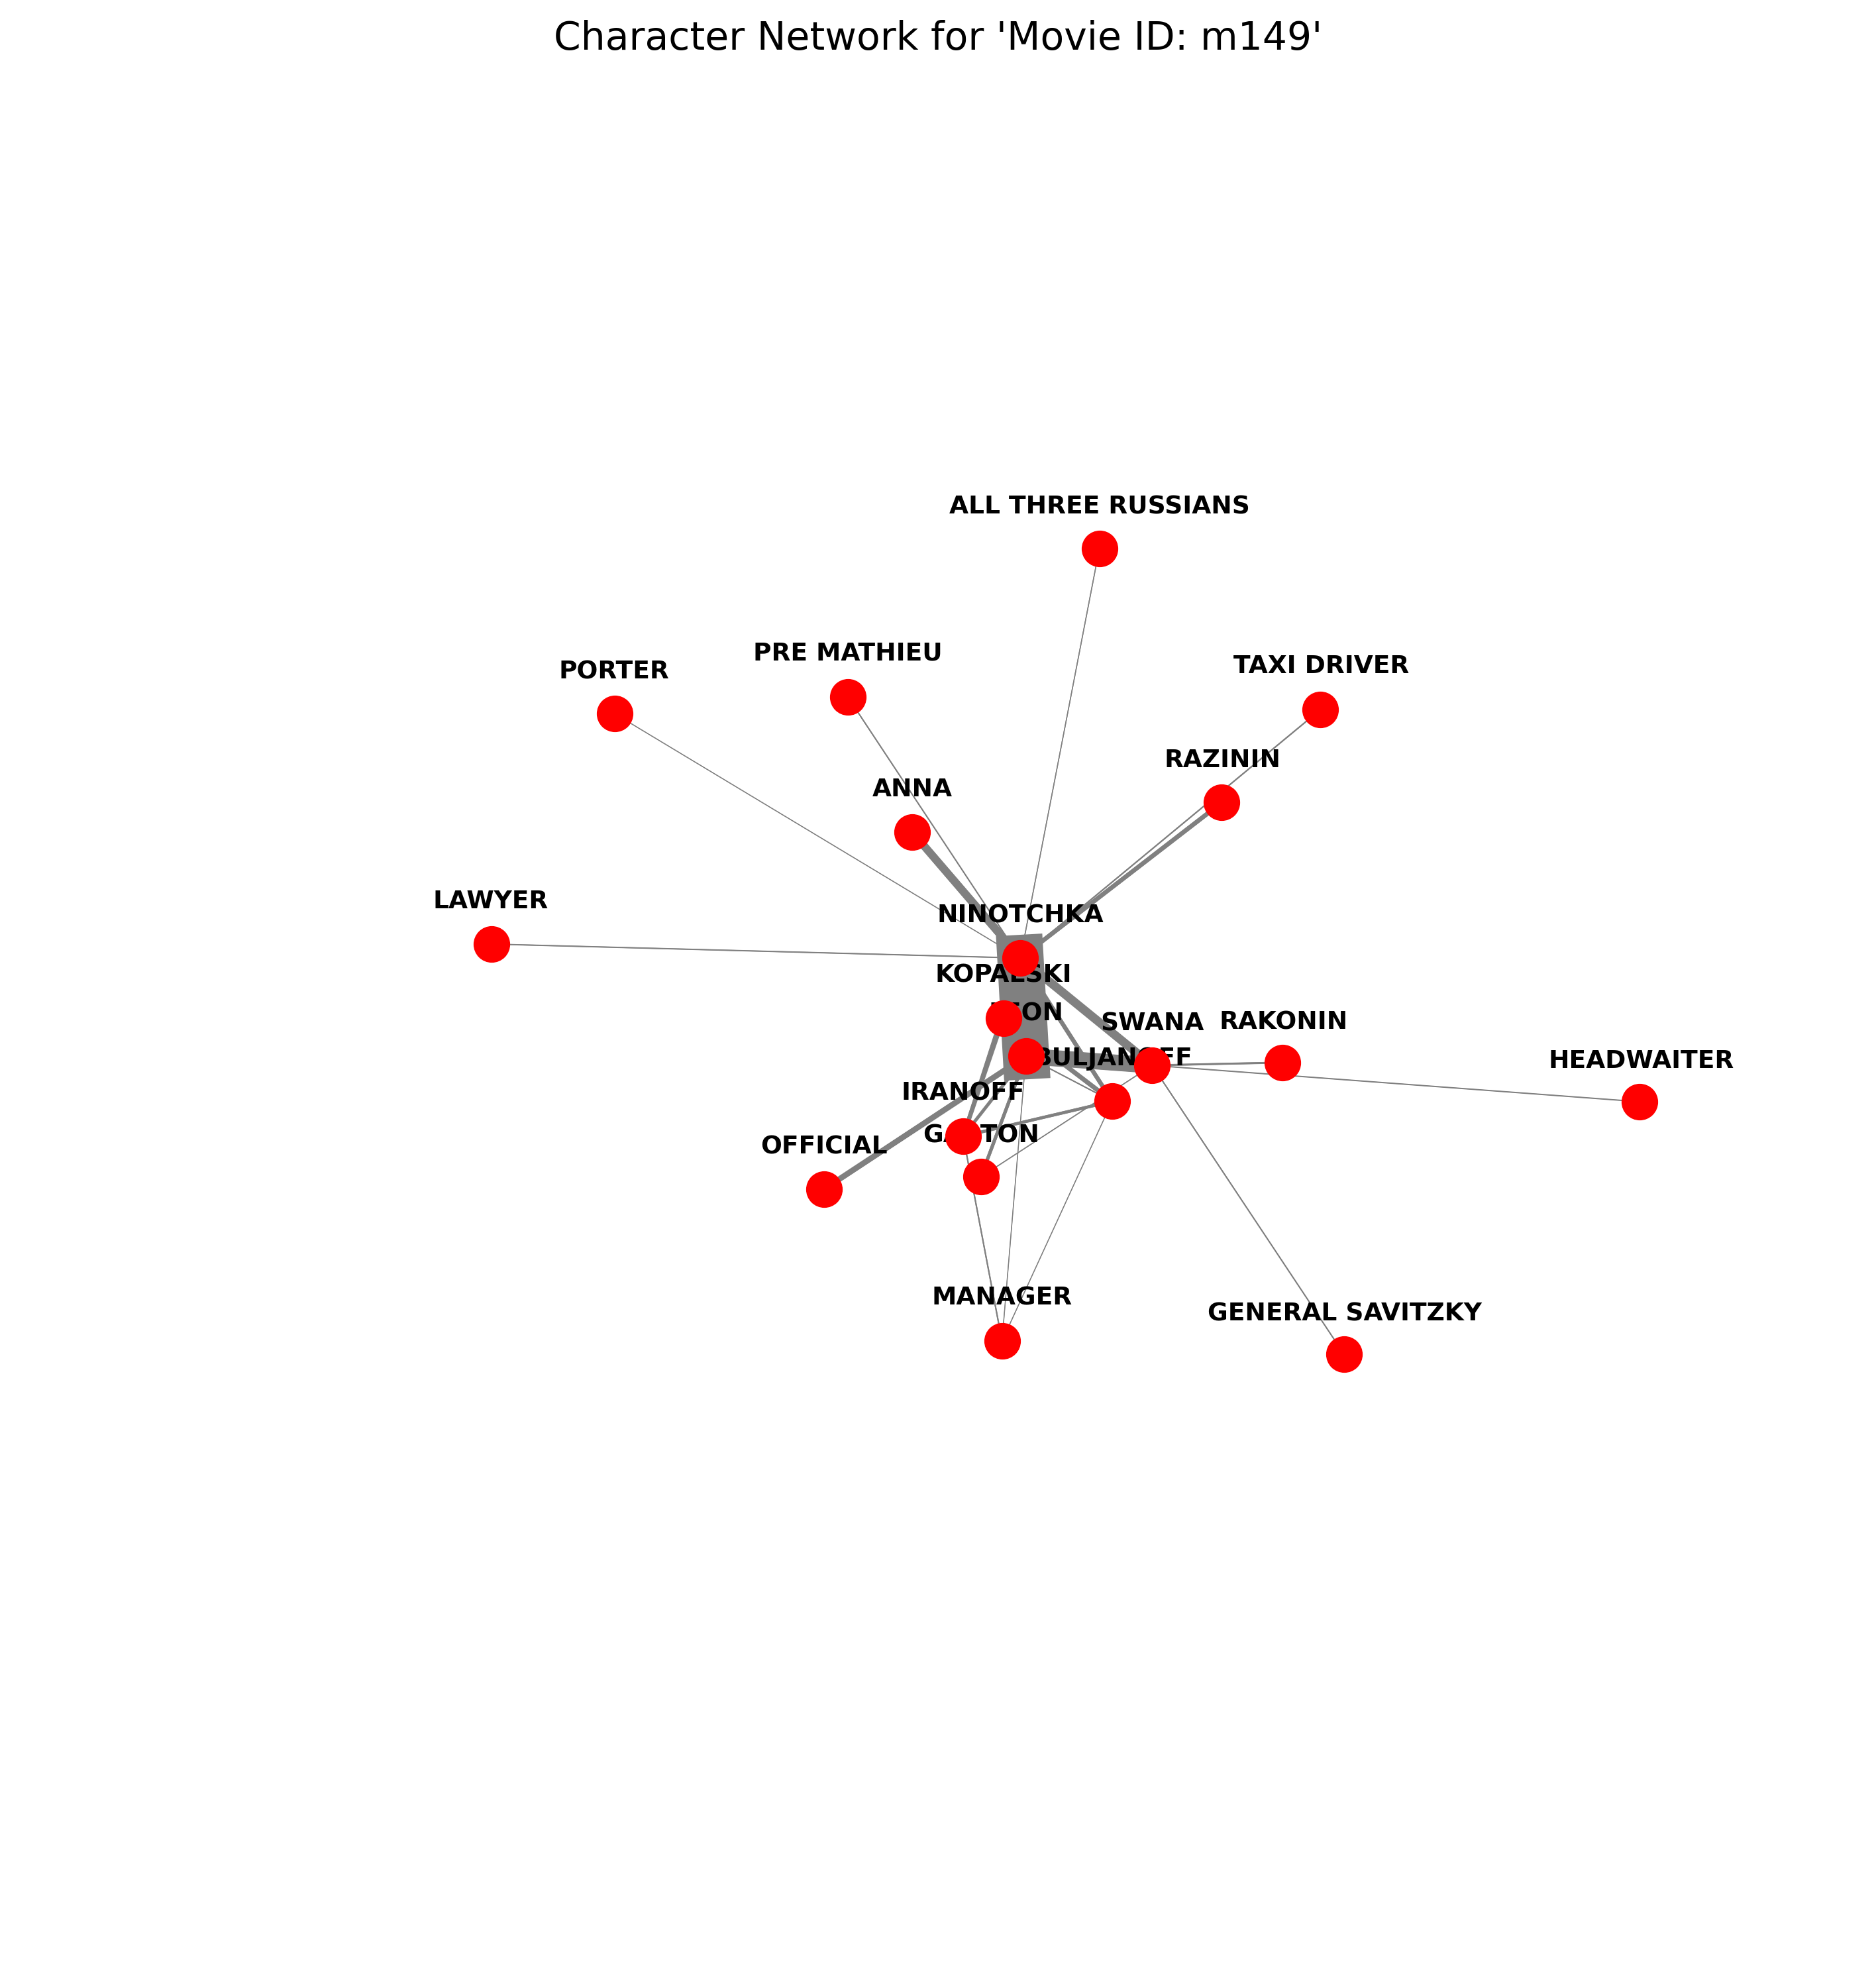 Character Network for 'Movie ID: m149'
ALL THREE RUSSIANS
PRE MATHIEU
TAXI DRIVER
PORTER
RAZININ
ANNA
LAWYER
NINOTCHKA
KOPALSKI
LEON
RAKONIN
SWANA
BULJANOFF
HEADWAITER
IRANOFF
GASTON
OFFICIAL
MANAGER
GENERAL SAVITZKY